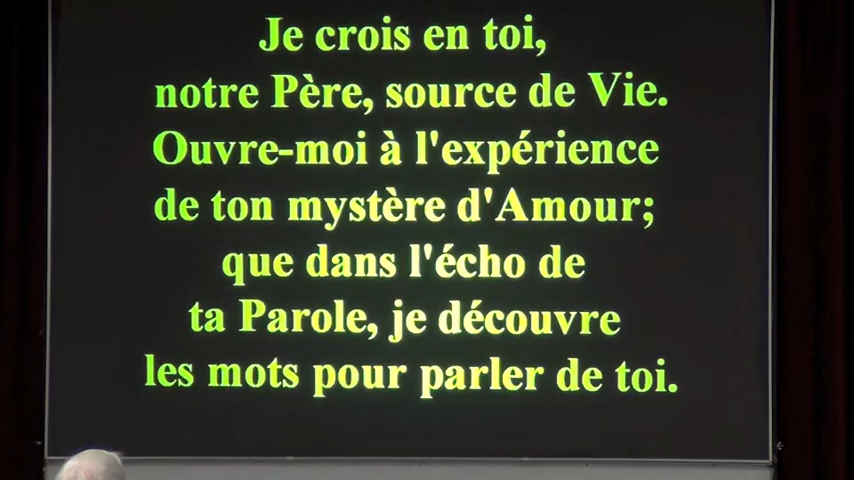 Je crois en toi,
notre Père, source de Vie.
Ouvre-moi à l'expérience
de ton mystère d'Amour;
que dans l'écho de
ta Parole, je découvre
les mots pour parler de toi.